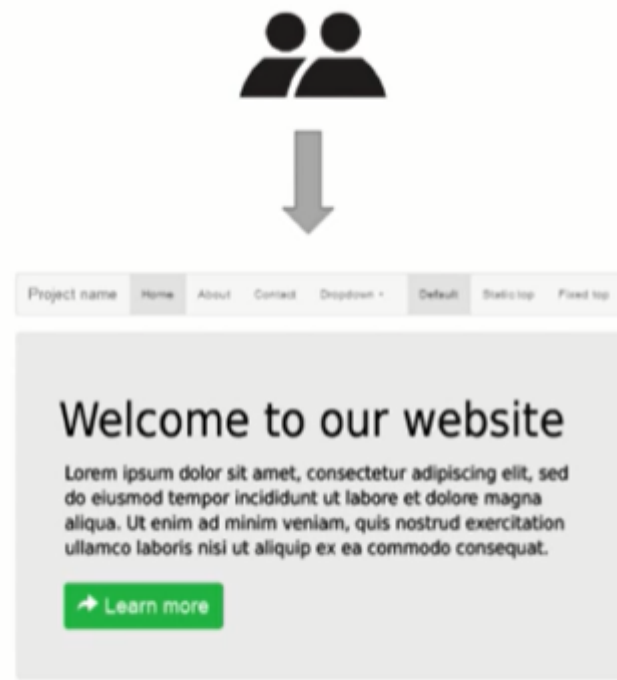 Project name Home About Contact Dropdown Default Static top Fixed top
Welcome to our website
Lorem ipsum dolor sit amet, consectetur adipiscing elit, sed
do eiusmod tempor incididunt ut labore et dolore magna
aliqua. Ut enim ad minim veniam, quis nostrud exercitation
ullamco laboris nisi ut aliquip ex ea commodo consequat.
Learn more